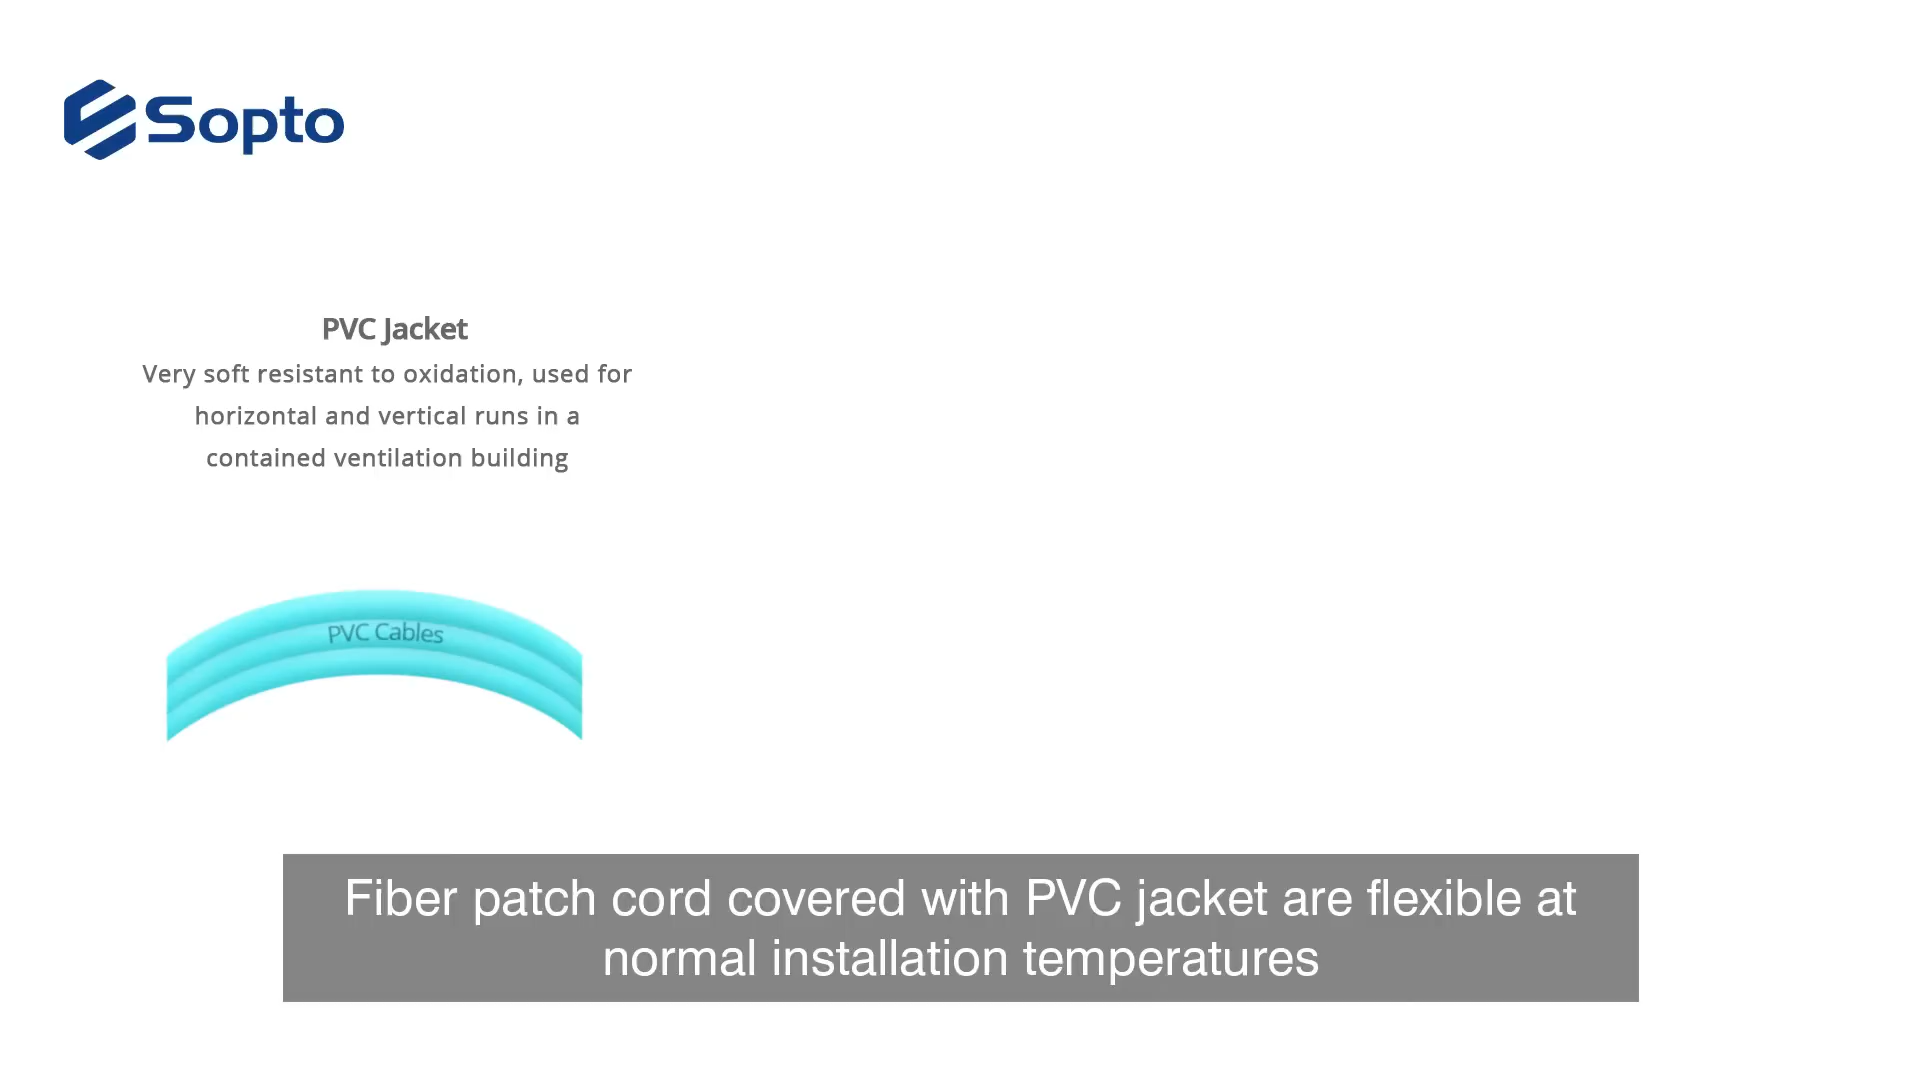 Sopto
PVC Jacket
Very soft resistant to oxidation, used for
horizontal and vertical runs in a
contained ventilation building
PVC Cables
Fiber patch cord covered with PVC jacket are flexible at
normal installation temperatures